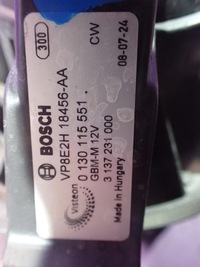 300
CW
08-07-24
BOSCH
VP8E2H 18456-AA
0 130 115 551 .
GBM-M 12V
3 137 231 000
Visteon
Made in Hungary